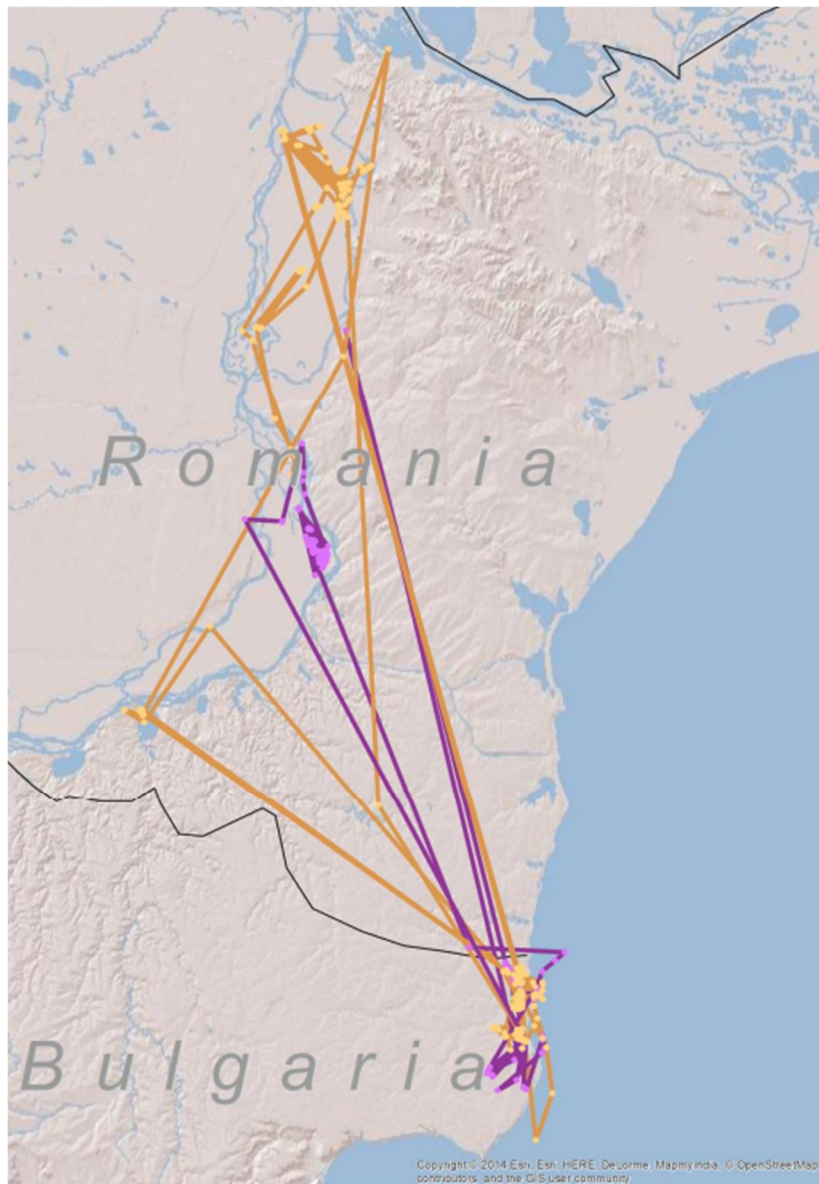 Romania
Bulgaria
Copyright:© 2014 Esri, Esri, HERE, DeLorme, MapmyIndia, © OpenStreetMap
contributors, and the GIS user community